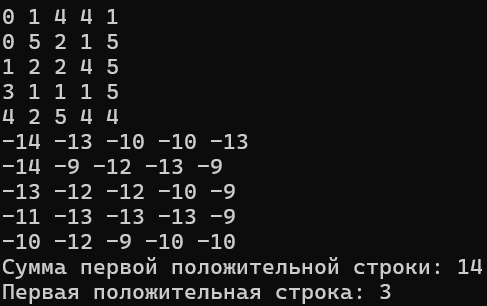 0 1 4 4 1
0 5 2 1 5
1 2 2 4 5
3 1 1 1 5
4 2 5 4 4
-14 -13 -10 -10 -13
-14 -9 -12 -13 -9
-13 -12 -12 -10 -9
-11 -13 -13 -13 -9
-10 -12 -9 -10 -10
Сумма первой положительной строки: 14
Первая положительная строка: 3